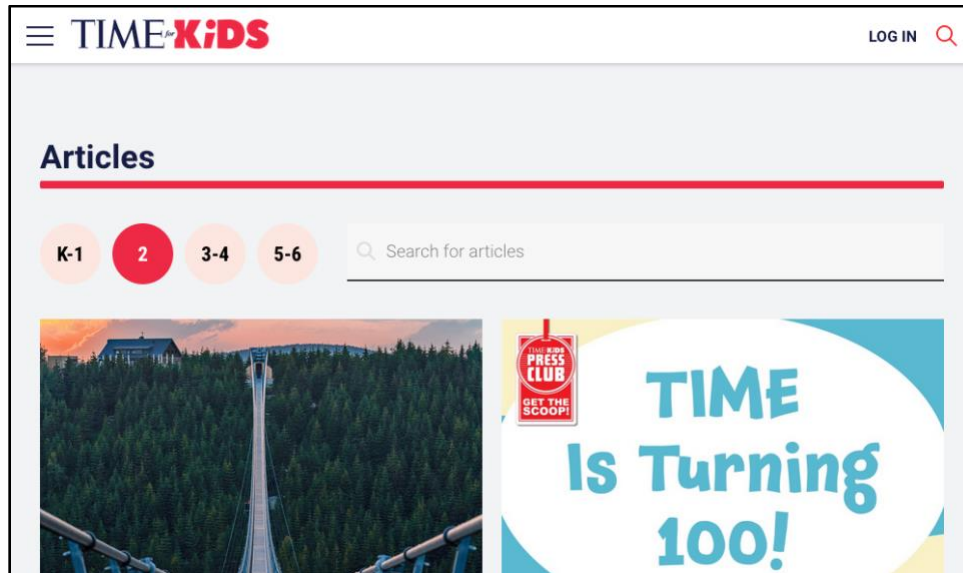 TIME for KiDS
LOG IN
Articles
K-1
2
3-4
5-6
Search for articles
TIME for KIDS
PRESS
CLUB
GET THE
SCOOP!
TIME
Is Turning
100!